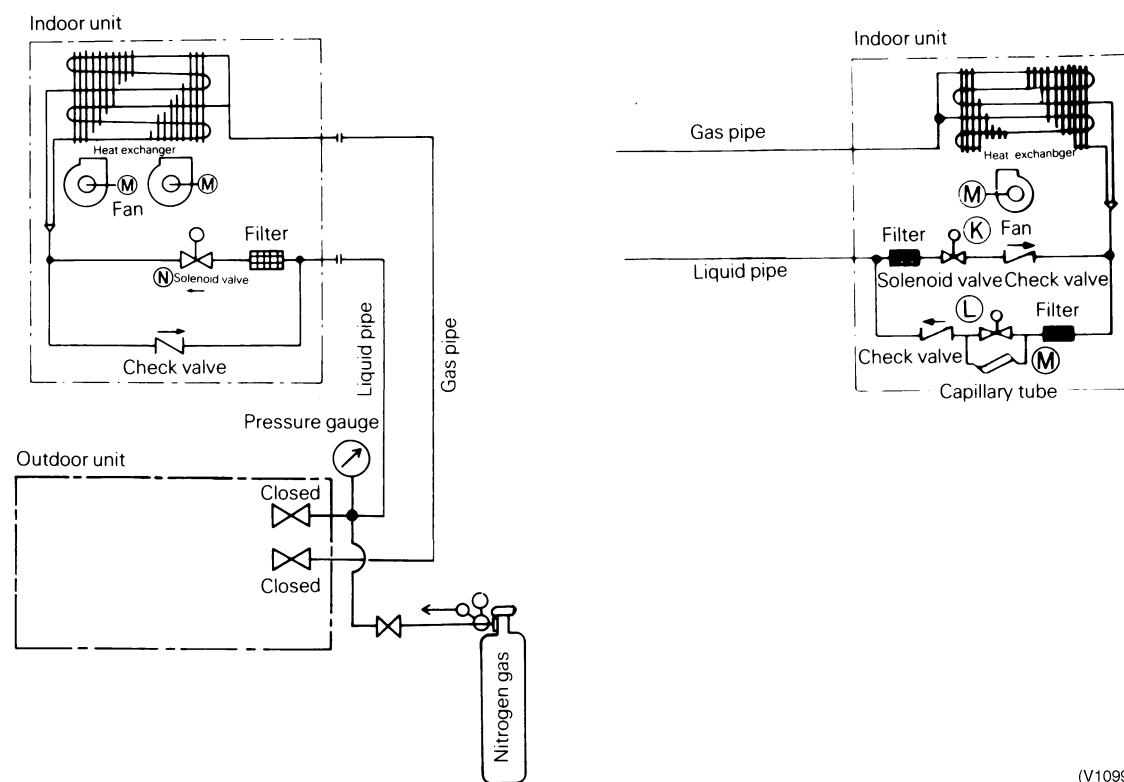 Indoor unit
Heat exchanger
M
M
Fan
Filter
N Solenoid valve
Check valve
Liquid pipe
Gas pipe
Pressure gauge
Outdoor unit
Closed
Closed
Nitrogen gas
Indoor unit
Gas pipe
Heat exchanbger
M
Fan
K
Filter
Liquid pipe
Solenoid valve Check valve
L
Filter
Check valve
M
Capillary tube
(V1099